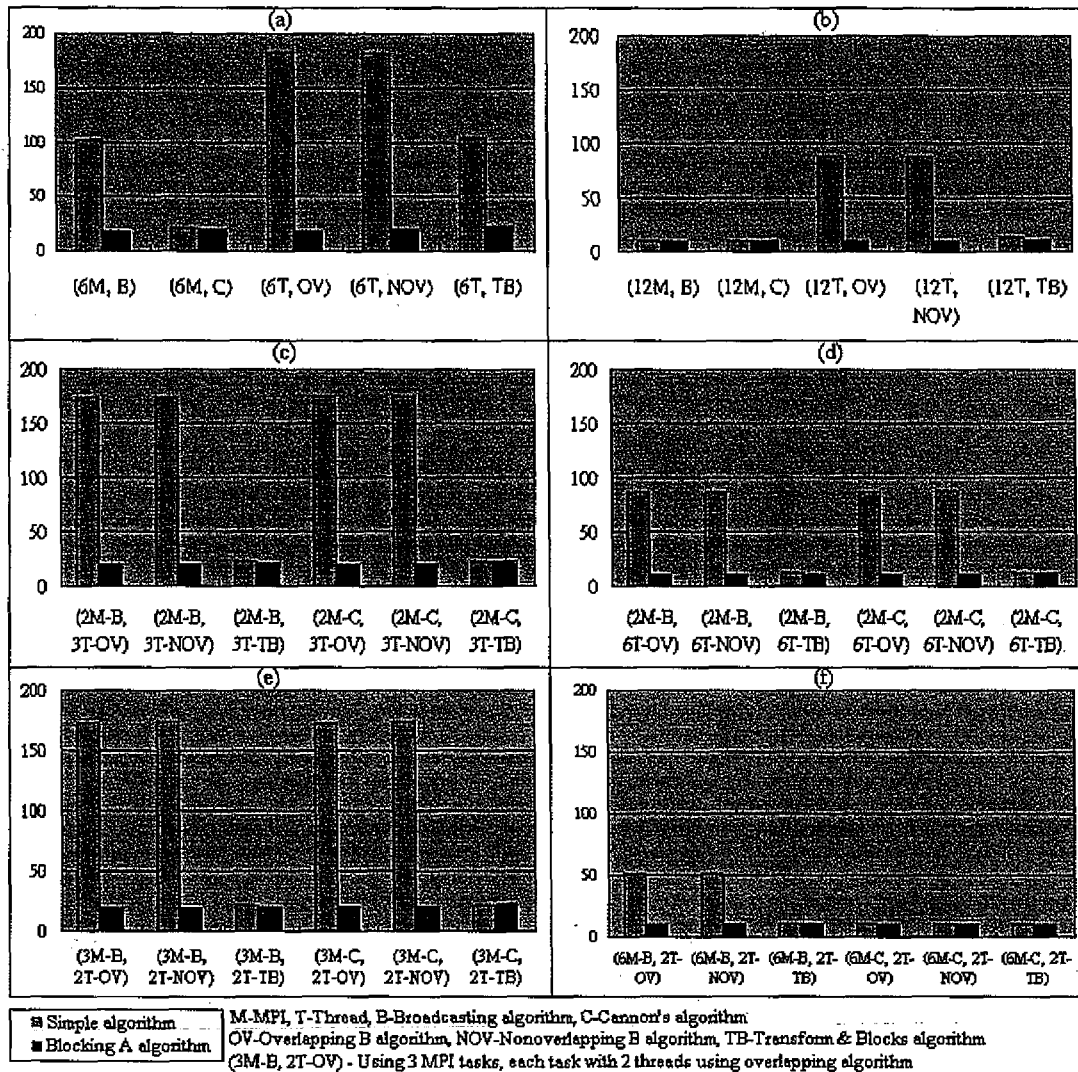 (a)
200
150
100
50
0
(6M, B) (6M, C) (6T, OV) (6T, NOV) (6T, TB)
(b)
200
150
100
50
0
(12M, B) (12M, C) (12T, OV) (12T, NOV) (12T, TB)
(c)
200
150
100
50
0
(2M-B, 3T-OV) (2M-B, 3T-NOV) (2M-B, 3T-TB) (2M-C, 3T-OV) (2M-C, 3T-NOV) (2M-C, 3T-TB)
(d)
200
150
100
50
0
(2M-B, 6T-OV) (2M-B, 6T-NOV) (2M-B, 6T-TB) (2M-C, 6T-OV) (2M-C, 6T-NOV) (2M-C, 6T-TB)
(e)
200
150
100
50
0
(3M-B, 2T-OV) (3M-B, 2T-NOV) (3M-B, 2T-TB) (3M-C, 2T-OV) (3M-C, 2T-NOV) (3M-C, 2T-TB)
(f)
200
150
100
50
0
(6M-B, 2T-OV) (6M-B, 2T-NOV) (6M-B, 2T-TB) (6M-C, 2T-OV) (6M-C, 2T-NOV) (6M-C, 2T-TB)
Simple algorithm
Blocking A algorithm
M-MPI, T-Thread, B-Broadcasting algorithm, C-Cannon's algorithm
OV-Overlapping B algorithm, NOV-Nonoverlapping B algorithm, TB-Transform & Blocks algorithm
(3M-B, 2T-OV) - Using 3 MPI tasks, each task with 2 threads using overlapping algorithm